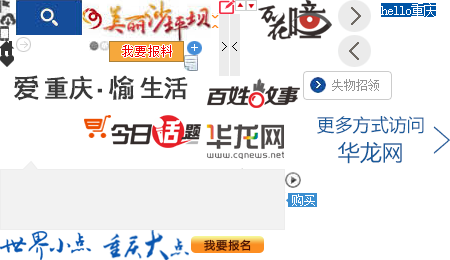 美丽沙坪坝
百花瞳
hello重庆
我要报料
爱重庆·愉生活
百姓故事
失物招领
今日话题
华龙网
www.cqnews.net
更多方式访问
华龙网
购买
世界小点 重庆大点
我要报名